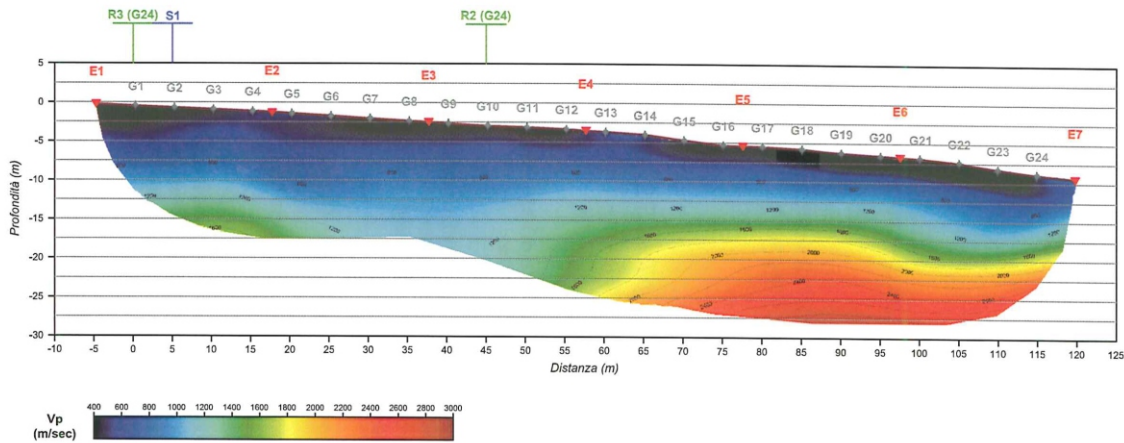 R3 (G24) S1 R2 (G24)
E1 E2 E3 E4 E5 E6 E7
G1 G2 G3 G4 G5 G6 G7 G8 G9 G10 G11 G12 G13 G14 G15 G16 G17 G18 G19 G20 G21 G22 G23 G24
5
0
-5
-10
-15
-20
-25
-30
Profondità (m)
-10 -5 0 5 10 15 20 25 30 35 40 45 50 55 60 65 70 75 80 85 90 95 100 105 110 115 120 125
Distanza (m)
400 600 800 1000 1200 1400 1600 1800 2000 2200 2400 2600 2800 3000
Vp
(m/sec)